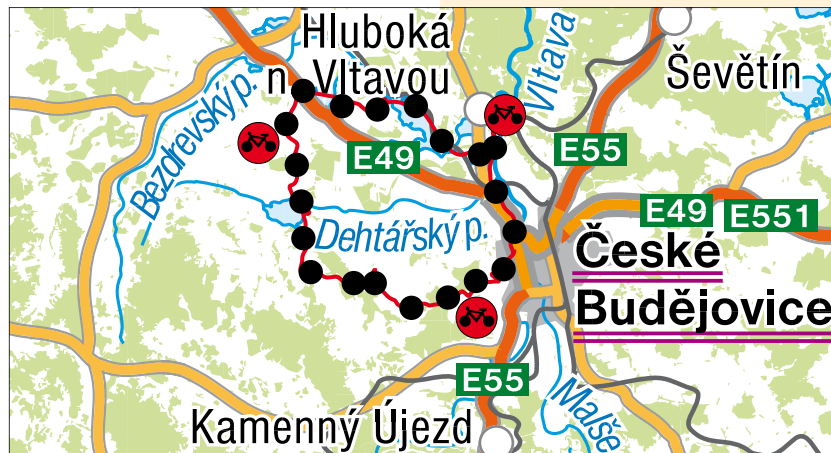 Hluboká
n. Vltavou
Vltava
Ševětín
Bezdrevský p.
E49
E55
E49
E551
Dehtářský p.
České
Budějovice
E55
Malše
Kamenný Újezd